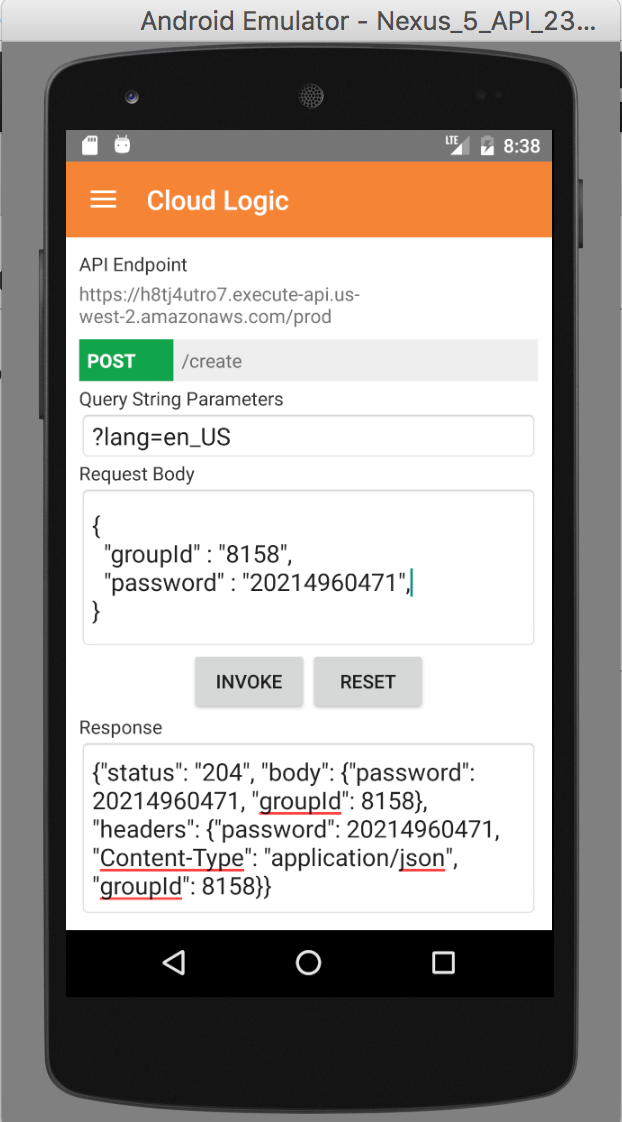 Android Emulator - Nexus_5_API_23...
LTE 8:38
Cloud Logic
API Endpoint
https://h8tj4utro7.execute-api.us-
west-2.amazonaws.com/prod
POST /create
Query String Parameters
?lang=en_US
Request Body
{
"groupId" : "8158",
"password" : "20214960471",
}
INVOKE RESET
Response
{"status": "204", "body": {"password":
20214960471, "groupId": 8158},
"headers": {"password": 20214960471,
"Content-Type": "application/json",
"groupId": 8158}}